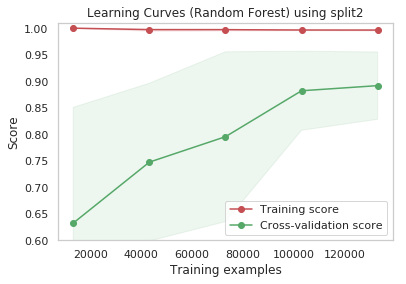 Learning Curves (Random Forest) using split2
1.00
0.95
0.90
0.85
0.80
0.75
0.70
0.65
0.60
Score
Training score
Cross-validation score
20000 40000 60000 80000 100000 120000
Training examples